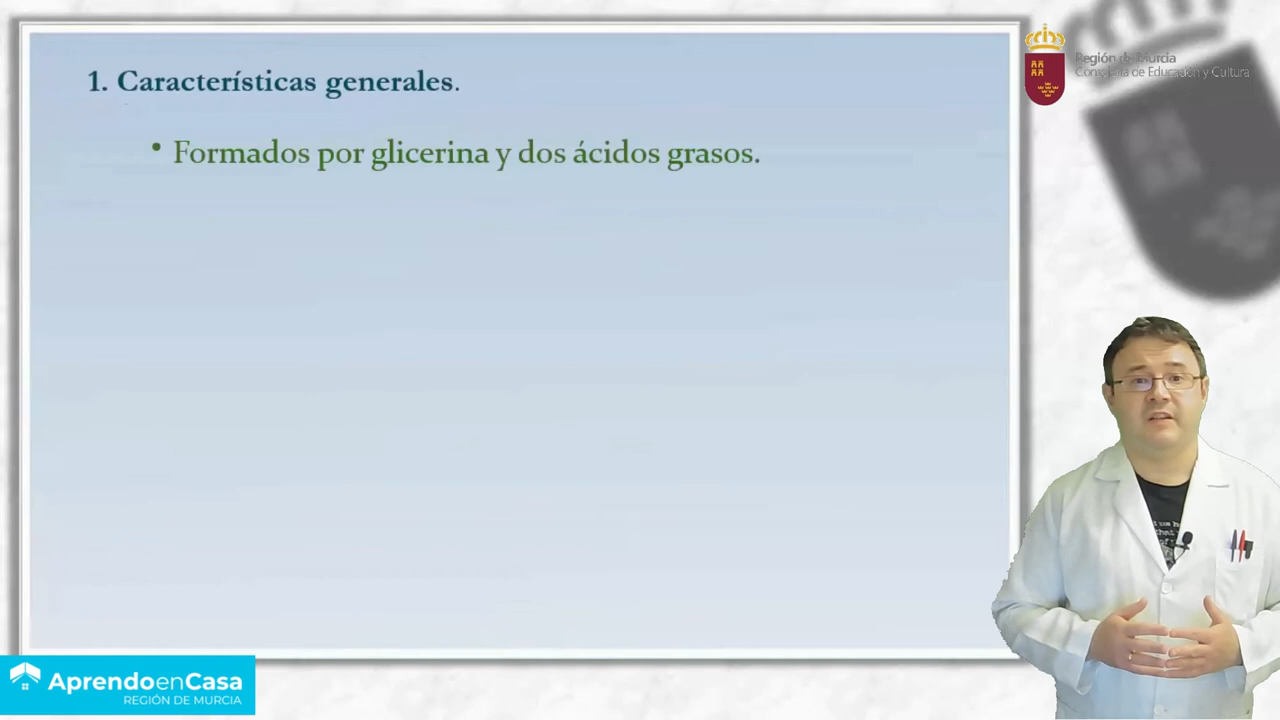 1. Características generales.
• Formados por glicerina y dos ácidos grasos.
Región de Murcia
Consejería de Educación y Cultura
AprendoenCasa
REGIÓN DE MURCIA